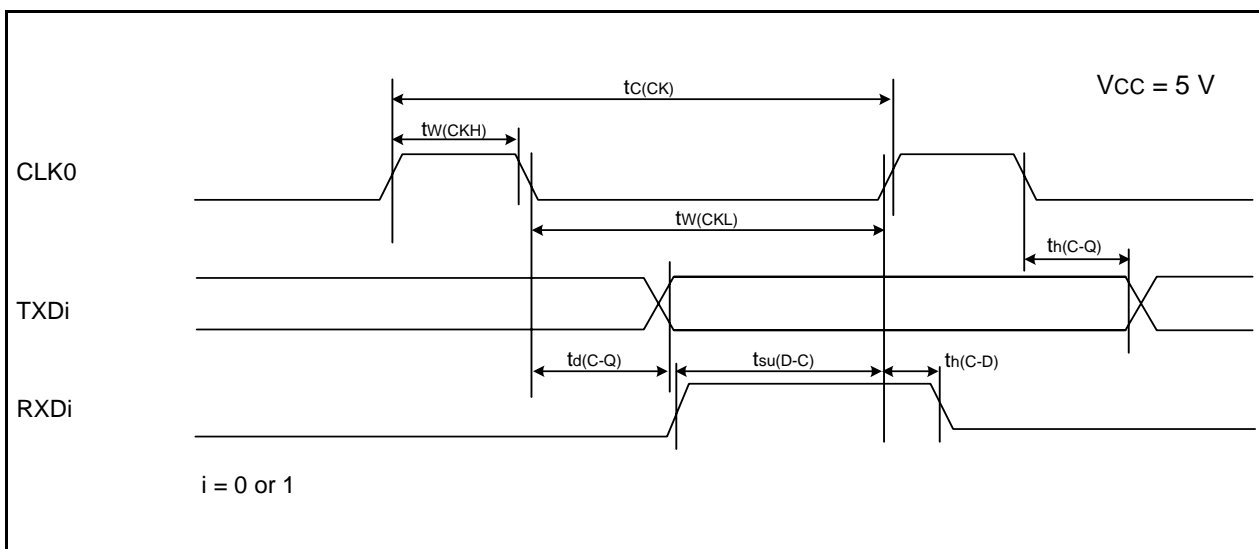 VCC = 5 V
tC(CK)
tW(CKH)
CLK0
tW(CKL)
th(C-Q)
TXDi
td(C-Q)
tsu(D-C)
th(C-D)
RXDi
i = 0 or 1